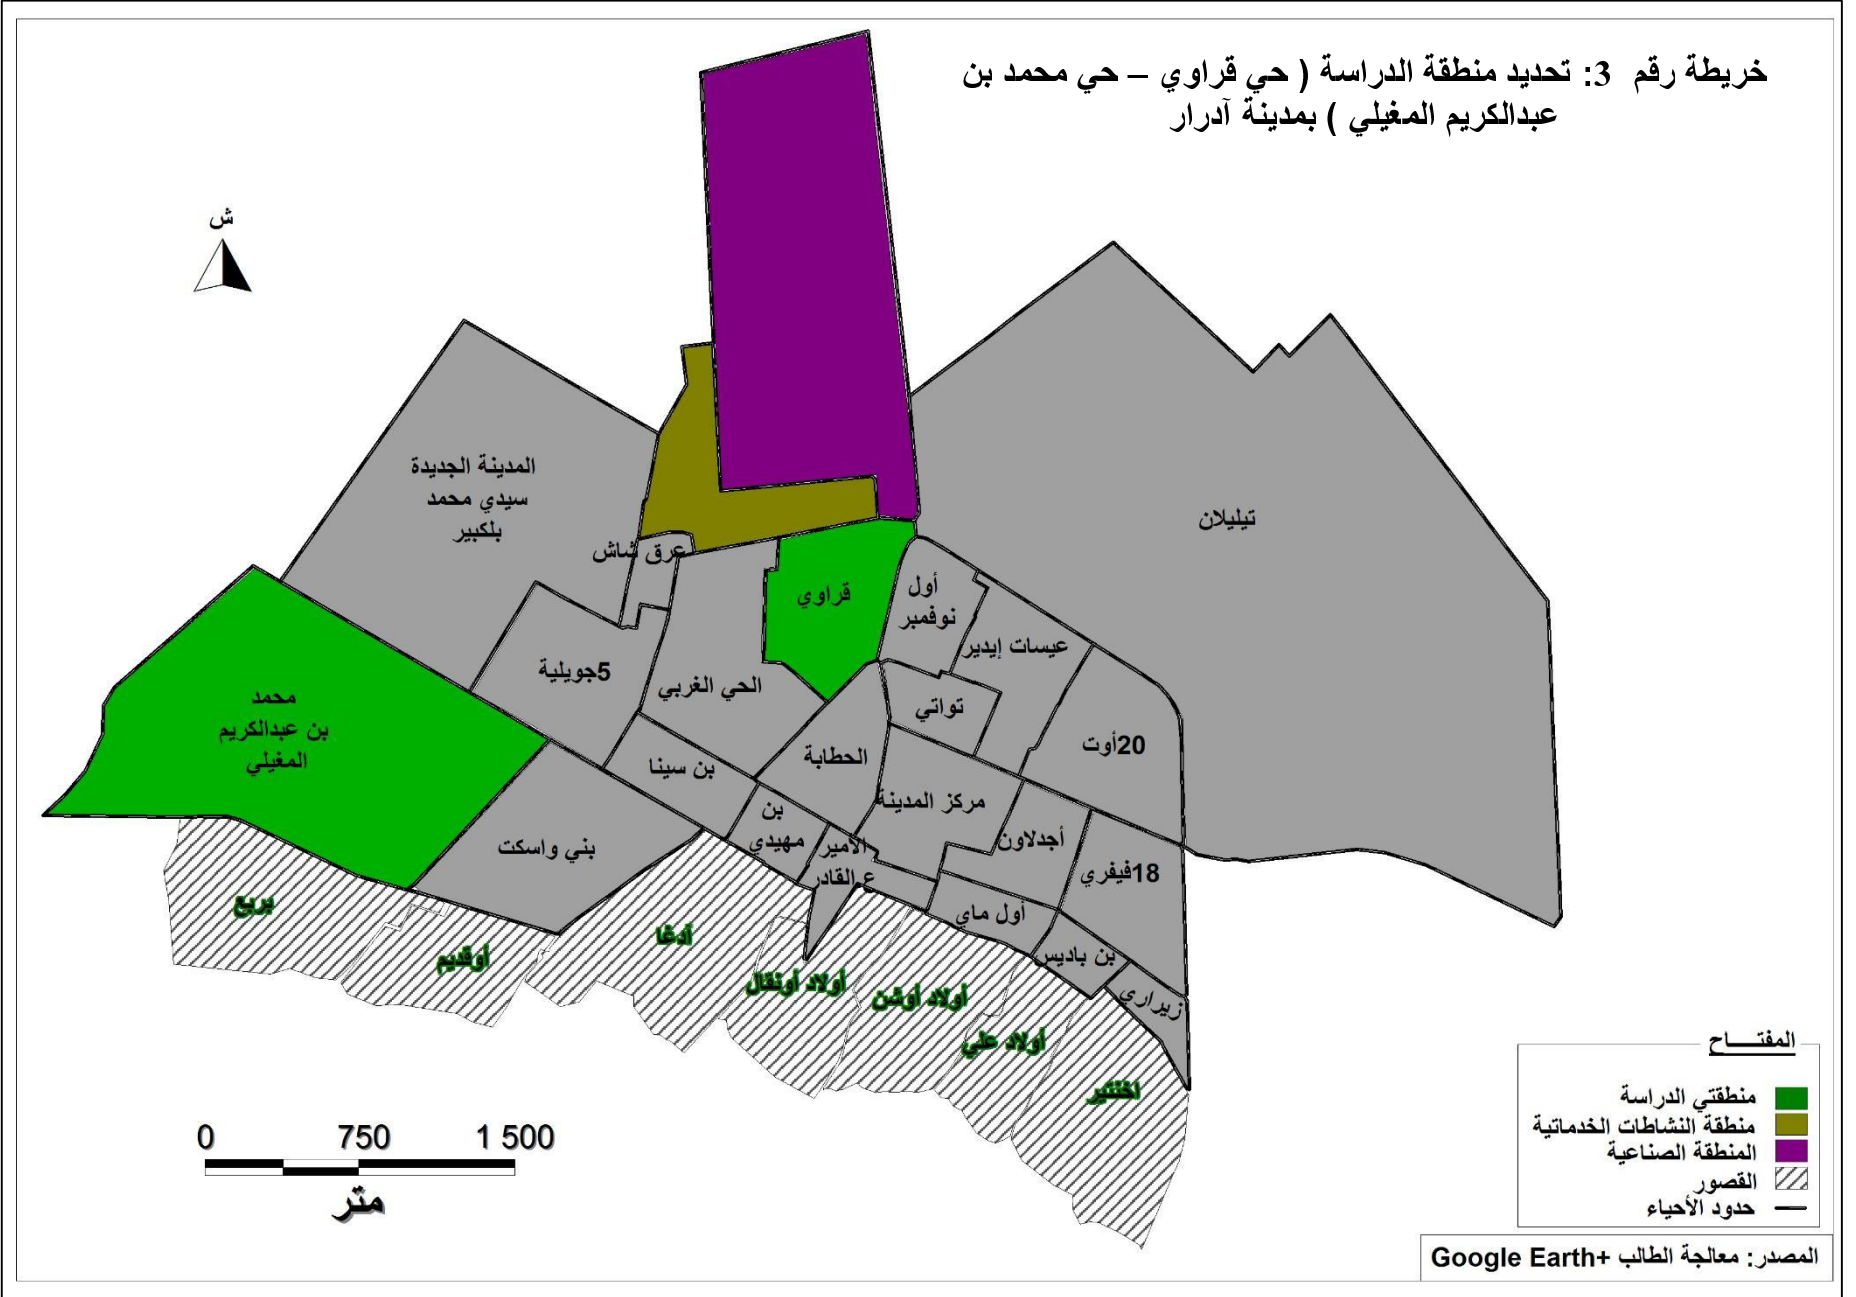 خريطة رقم 3: تحديد منطقة الدراسة ( حي قراوي – حي محمد بن
عبدالكريم المغيلي ) بمدينة آدرار
ش
المدينة الجديدة
سيدي محمد
بلكبير
تيليلان
عرق شاش
قراوي
أول
نوفمبر
عيسات إيدير
5جويلية
الحي الغربي
محمد
بن عبدالكريم
المغيلي
تواتي
20أوت
الحطابة
بن سينا
مركز المدينة
بن
مهيدي
الأمير
ع القادر
أجدلاون
18فيفري
بني واسكت
أول ماي
بن باديس
زيراري
بربع
أوقديم
آدغا
أولاد أونقال
أولاد أوشن
أولاد علي
اخنتير
0 750 1 500
متر
المفتـــــاح
منطقتي الدراسة
منطقة النشاطات الخدماتية
المنطقة الصناعية
القصور
حدود الأحياء
المصدر: معالجة الطالب +Google Earth